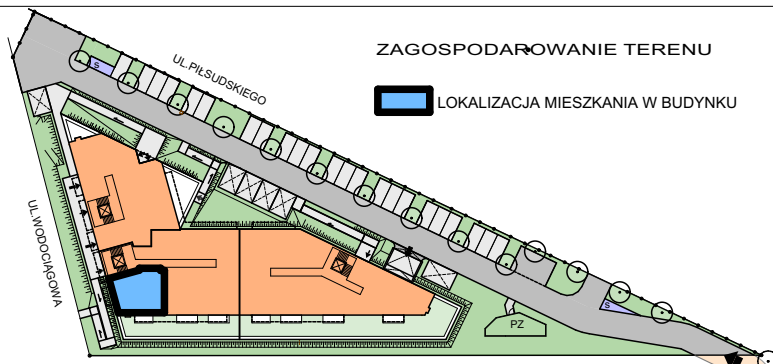 ZAGOSPODAROWANIE TERENU
UL.PIŁSUDSKIEGO
LOKALIZACJA MIESZKANIA W BUDYNKU
UL.WODOCIĄGOWA
S
S
PZ